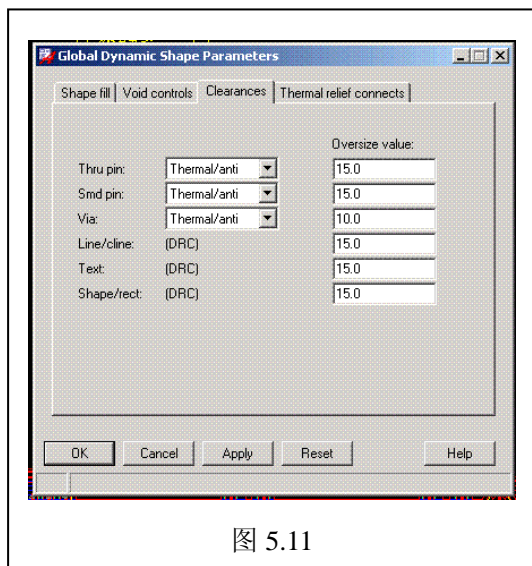 Global Dynamic Shape Parameters
Shape fill Void controls Clearances Thermal relief connects
Oversize value:
Thru pin: Thermal/anti 15.0
Smd pin: Thermal/anti 15.0
Via: Thermal/anti 10.0
Line/cline: (DRC) 15.0
Text: (DRC) 15.0
Shape/rect: (DRC) 15.0
OK Cancel Apply Reset Help
图 5.11